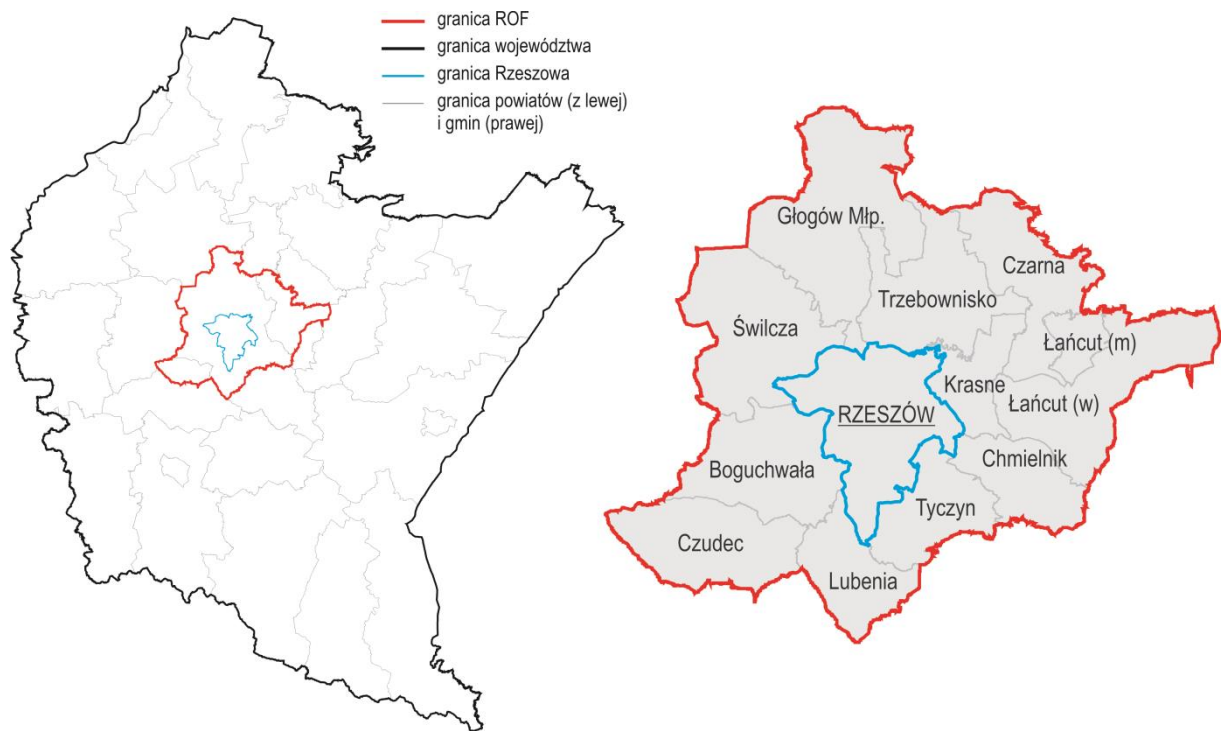 granica ROF
granica województwa
granica Rzeszowa
granica powiatów (z lewej)
i gmin (prawej)
Głogów Młp.
Czarna
Trzebownisko
Świlcza
Łańcut (m)
Krasne
Łańcut (w)
RZESZÓW
Chmielnik
Boguchwała
Tyczyn
Czudec
Lubenia